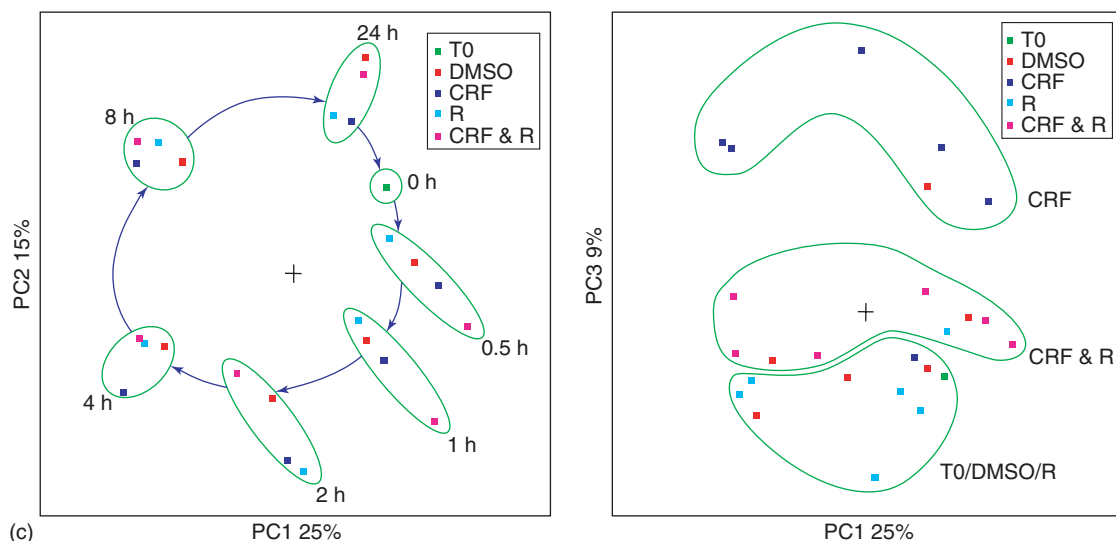 24 h
T0
DMSO
CRF
R
CRF & R
8 h
0 h
0.5 h
1 h
2 h
4 h
PC2 15%
PC1 25%
(c)
T0
DMSO
CRF
R
CRF & R
CRF
CRF & R
T0/DMSO/R
PC3 9%
PC1 25%